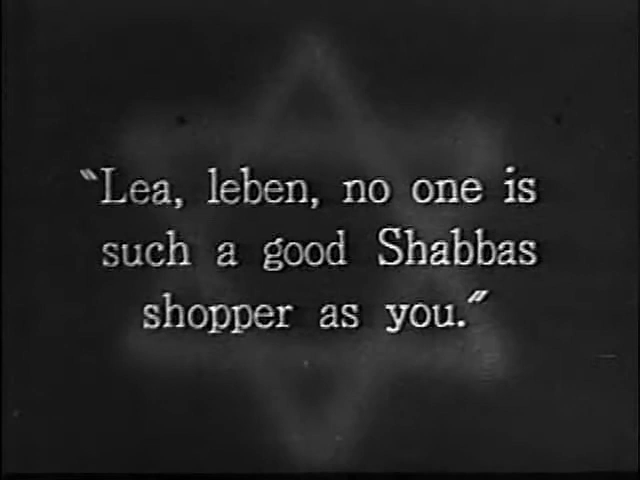 "Lea, leben, no one is
such a good Shabbas
shopper as you."